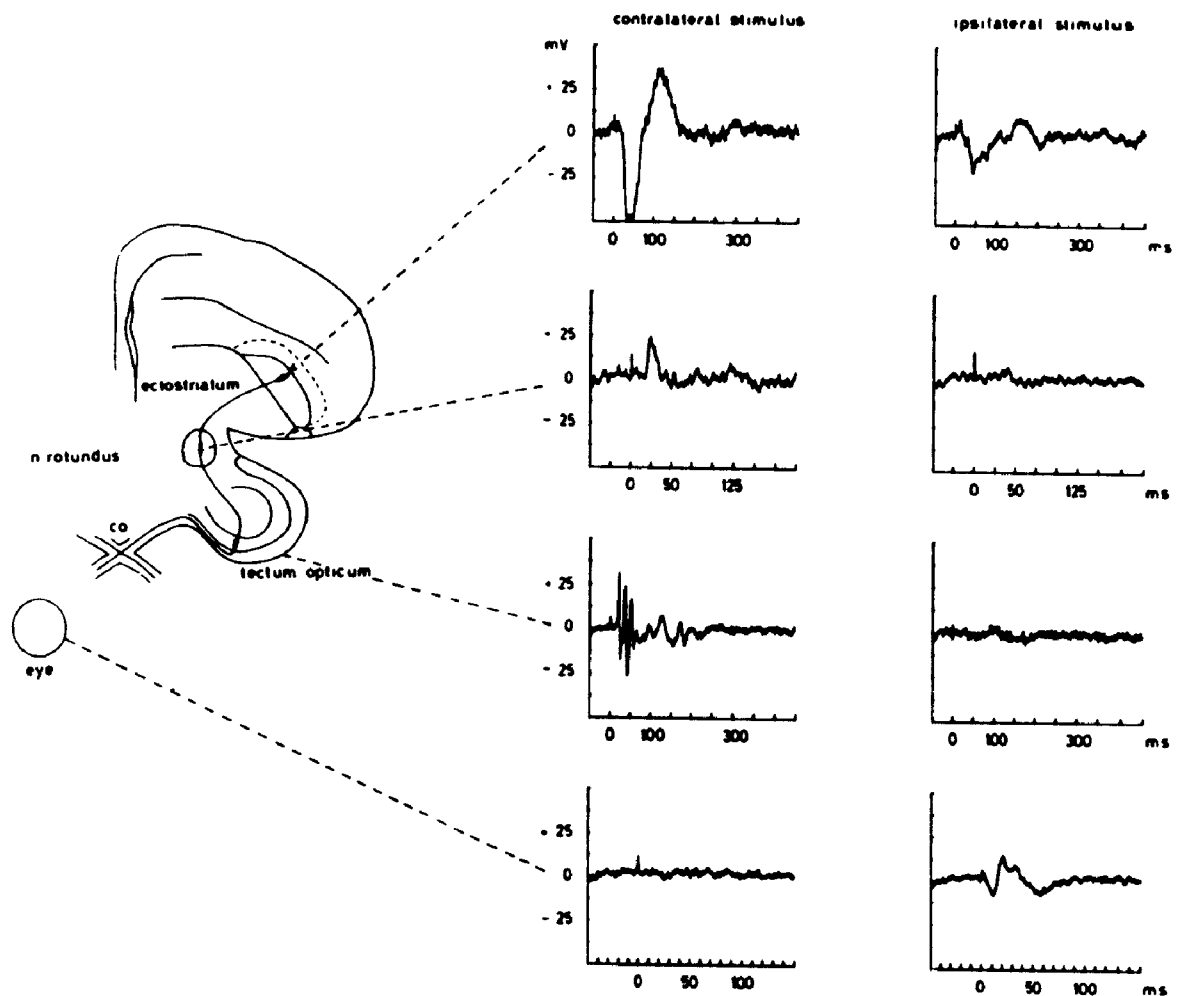 contralateral stimulus
ipsilateral stimulus
mV
+ 25
0
- 25
0 100 300
0 100 300 ms
ectostriatum
- 25
0
- 25
n rotundus
0 50 125
0 50 125 ms
co
tectum opticum
+ 25
0
- 25
eye
0 100 300
0 100 300 ms
+ 25
0
- 25
0 50 100
0 50 100 ms